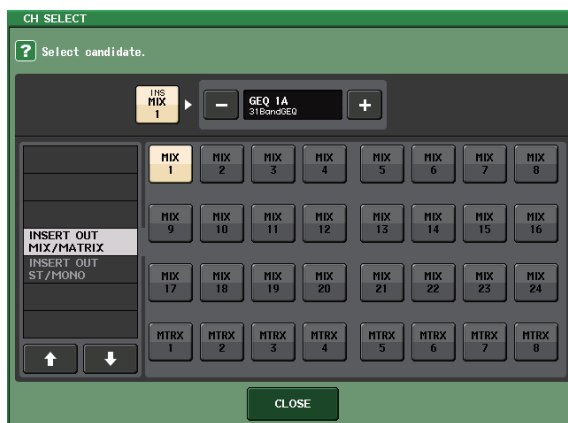 CH SELECT
? Select candidate.
INS
MIX
1
−
GEQ 1A
31BandGEQ
+
INSERT OUT
MIX/MATRIX
INSERT OUT
ST/MONO
MIX 1
MIX 2
MIX 3
MIX 4
MIX 5
MIX 6
MIX 7
MIX 8
MIX 9
MIX 10
MIX 11
MIX 12
MIX 13
MIX 14
MIX 15
MIX 16
MIX 17
MIX 18
MIX 19
MIX 20
MIX 21
MIX 22
MIX 23
MIX 24
MTRX 1
MTRX 2
MTRX 3
MTRX 4
MTRX 5
MTRX 6
MTRX 7
MTRX 8
CLOSE